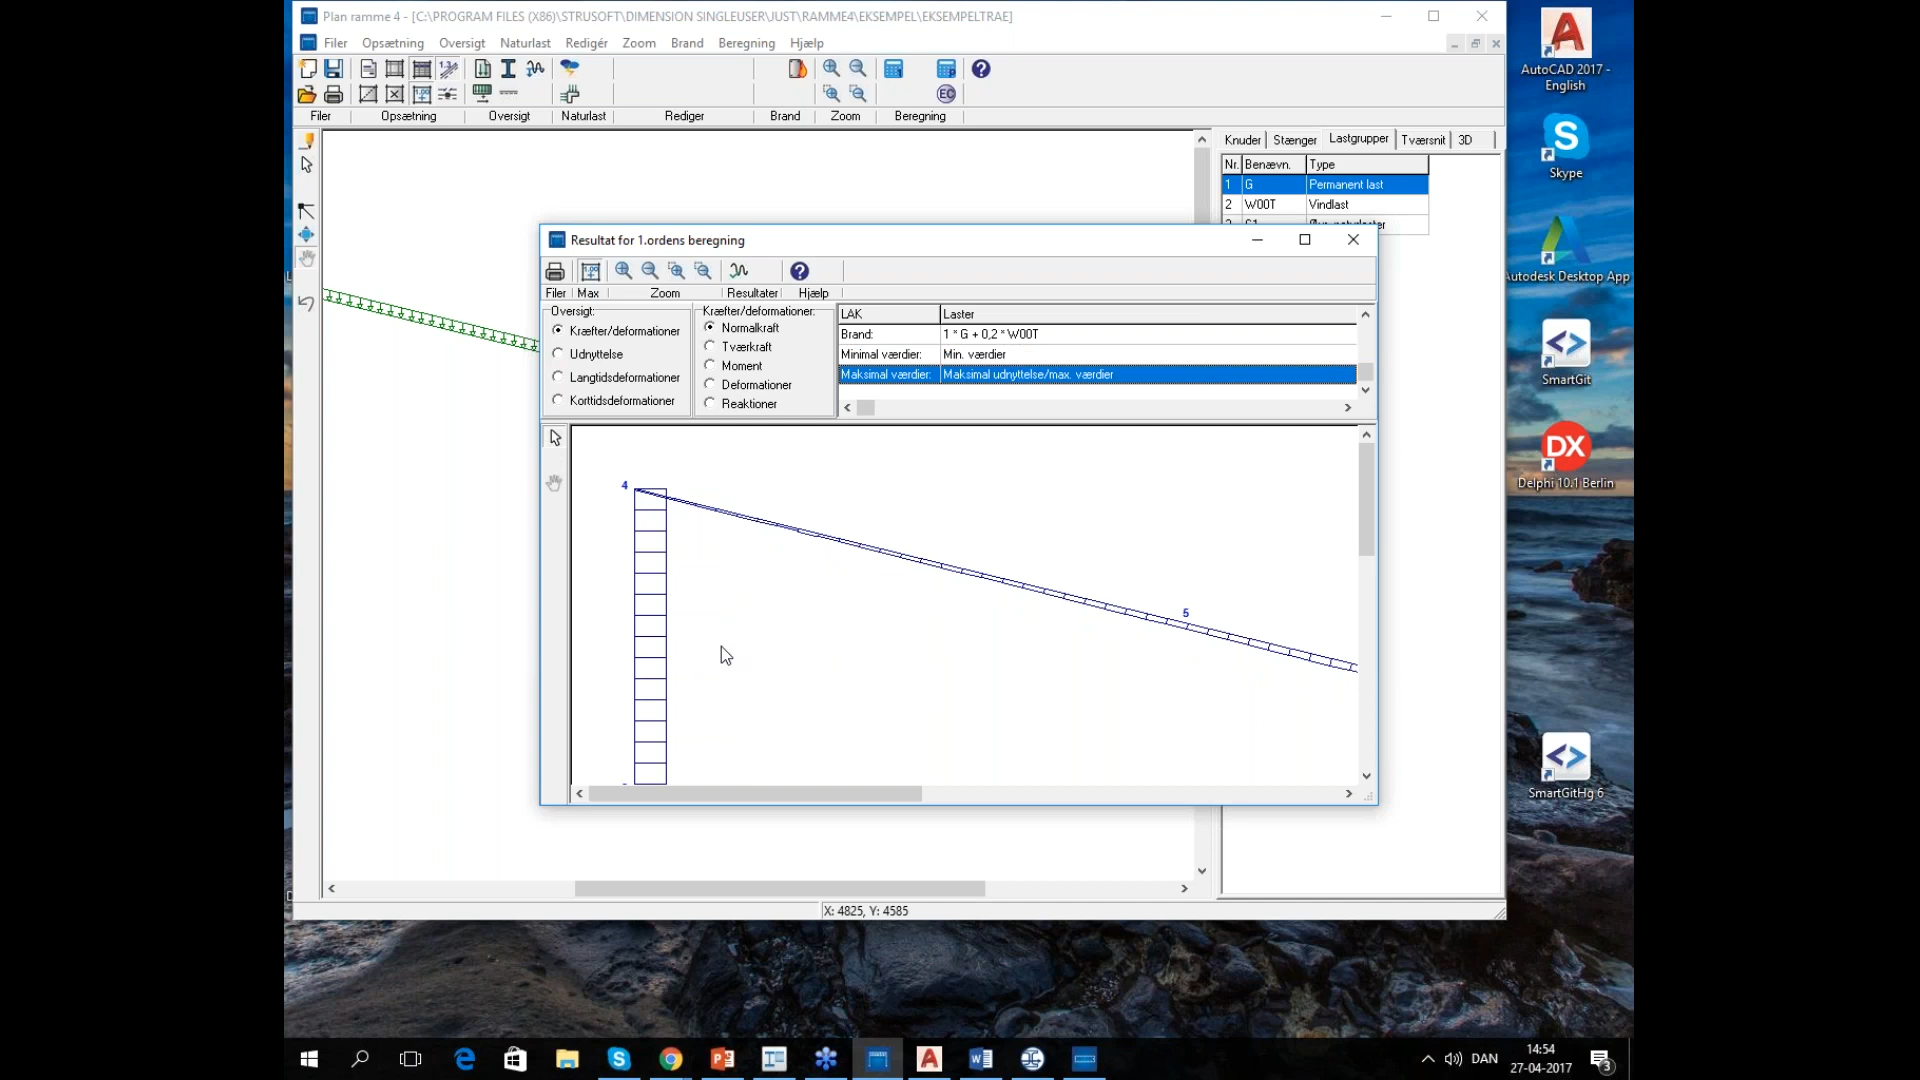 Plan ramme 4 - [C:\PROGRAM FILES (X86)\STRUSOFT\DIMENSION SINGLEUSER\JUST\RAMME4\EKSEMPEL\EKSEMPELTRAE]
Filer Opsætning Oversigt Naturlast Redigér Zoom Brand Beregning Hjælp
EC
Filer Opsætning Oversigt Naturlast Rediger Brand Zoom Beregning
Knuder Stænger Lastgrupper Tværsnit 3D
Nr. Benævn. Type
1 G Permanent last
2 W00T Vindlast
Resultat for 1.ordens beregning
Filer Max Zoom Resultater Hjælp
Oversigt:
Kræfter/deformationer
Udnyttelse
Langtidsdeformationer
Korttidsdeformationer
Kræfter/deformationer:
Normalkraft
Tværkraft
Moment
Deformationer
Reaktioner
LAK Laster
Brand: 1 * G + 0,2 * W00T
Minimal værdier: Min. værdier
Maksimal værdier: Maksimal udnyttelse/max. værdier
4
5
X: 4825, Y: 4585
AutoCAD 2017 - English
Skype
Autodesk Desktop App
SmartGit
DX
Delphi 10.1 Berlin
SmartGitHg 6
DAN
14:54
27-04-2017
3